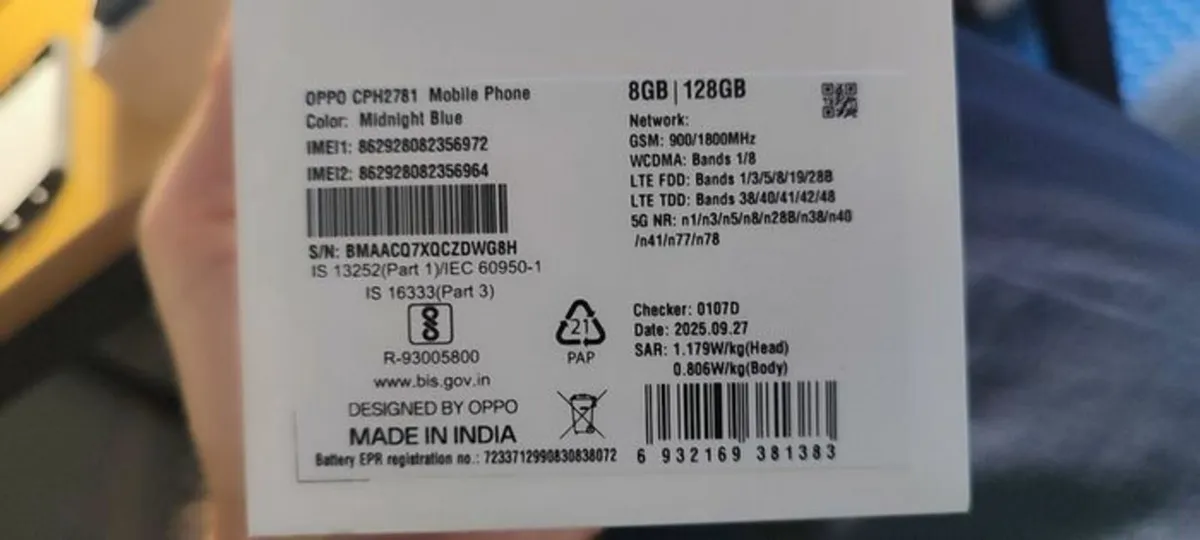 OPPO CPH2781 Mobile Phone
Color: Midnight Blue
IMEI1: 862928082356972
IMEI2: 862928082356964
S/N: BMAACQ7XQCZDWG8H
IS 13252(Part 1)/IEC 60950-1
IS 16333(Part 3)
R-93005800
www.bis.gov.in
DESIGNED BY OPPO
MADE IN INDIA
Battery EPR registration no.: 7233712990830838072
21
PAP
8GB | 128GB
Network:
GSM: 900/1800MHz
WCDMA: Bands 1/8
LTE FDD: Bands 1/3/5/8/19/28B
LTE TDD: Bands 38/40/41/42/48
5G NR: n1/n3/n5/n8/n28B/n38/n40
/n41/n77/n78
Checker: 0107D
Date: 2025.09.27
SAR: 1.179W/kg(Head)
0.806W/kg(Body)
6 932169 381383